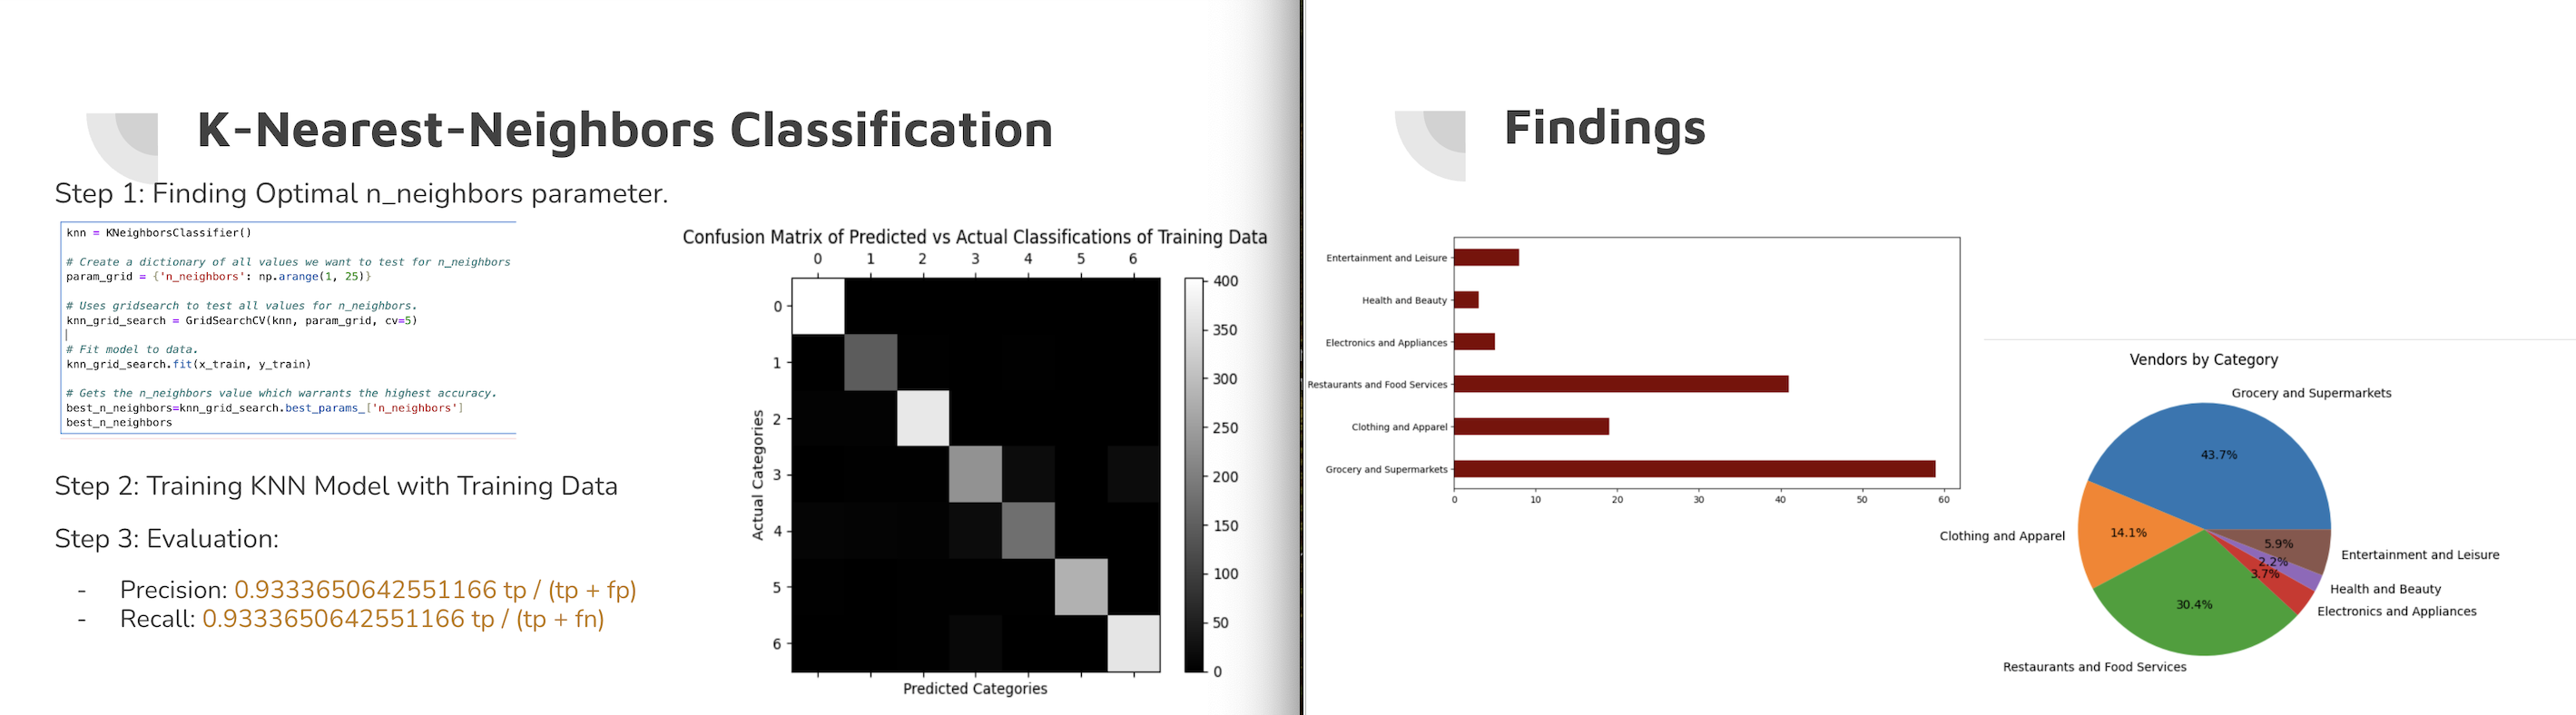 K-Nearest-Neighbors Classification
Step 1: Finding Optimal n_neighbors parameter.
knn = KNeighborsClassifier()
# Create a dictionary of all values we want to test for n_neighbors
param_grid = {'n_neighbors': np.arange(1, 25)}
# Uses gridsearch to test all values for n_neighbors.
knn_grid_search = GridSearchCV(knn, param_grid, cv=5)
# Fit model to data.
knn_grid_search.fit(x_train, y_train)
# Gets the n_neighbors value which warrants the highest accuracy.
best_n_neighbors=knn_grid_search.best_params_['n_neighbors']
best_n_neighbors
Step 2: Training KNN Model with Training Data
Step 3: Evaluation:
- Precision: 0.9333650642551166 tp / (tp + fp)
- Recall: 0.9333650642551166 tp / (tp + fn)
Confusion Matrix of Predicted vs Actual Classifications of Training Data
0 1 2 3 4 5 6
0
1
2
3
4
5
6
Actual Categories
Predicted Categories
400
350
300
250
200
150
100
50
0
Findings
Entertainment and Leisure
Health and Beauty
Electronics and Appliances
Restaurants and Food Services
Clothing and Apparel
Grocery and Supermarkets
0 10 20 30 40 50 60
Vendors by Category
Grocery and Supermarkets
43.7%
Clothing and Apparel
14.1%
Restaurants and Food Services
30.4%
5.9%
Entertainment and Leisure
2.2%
Health and Beauty
3.7%
Electronics and Appliances